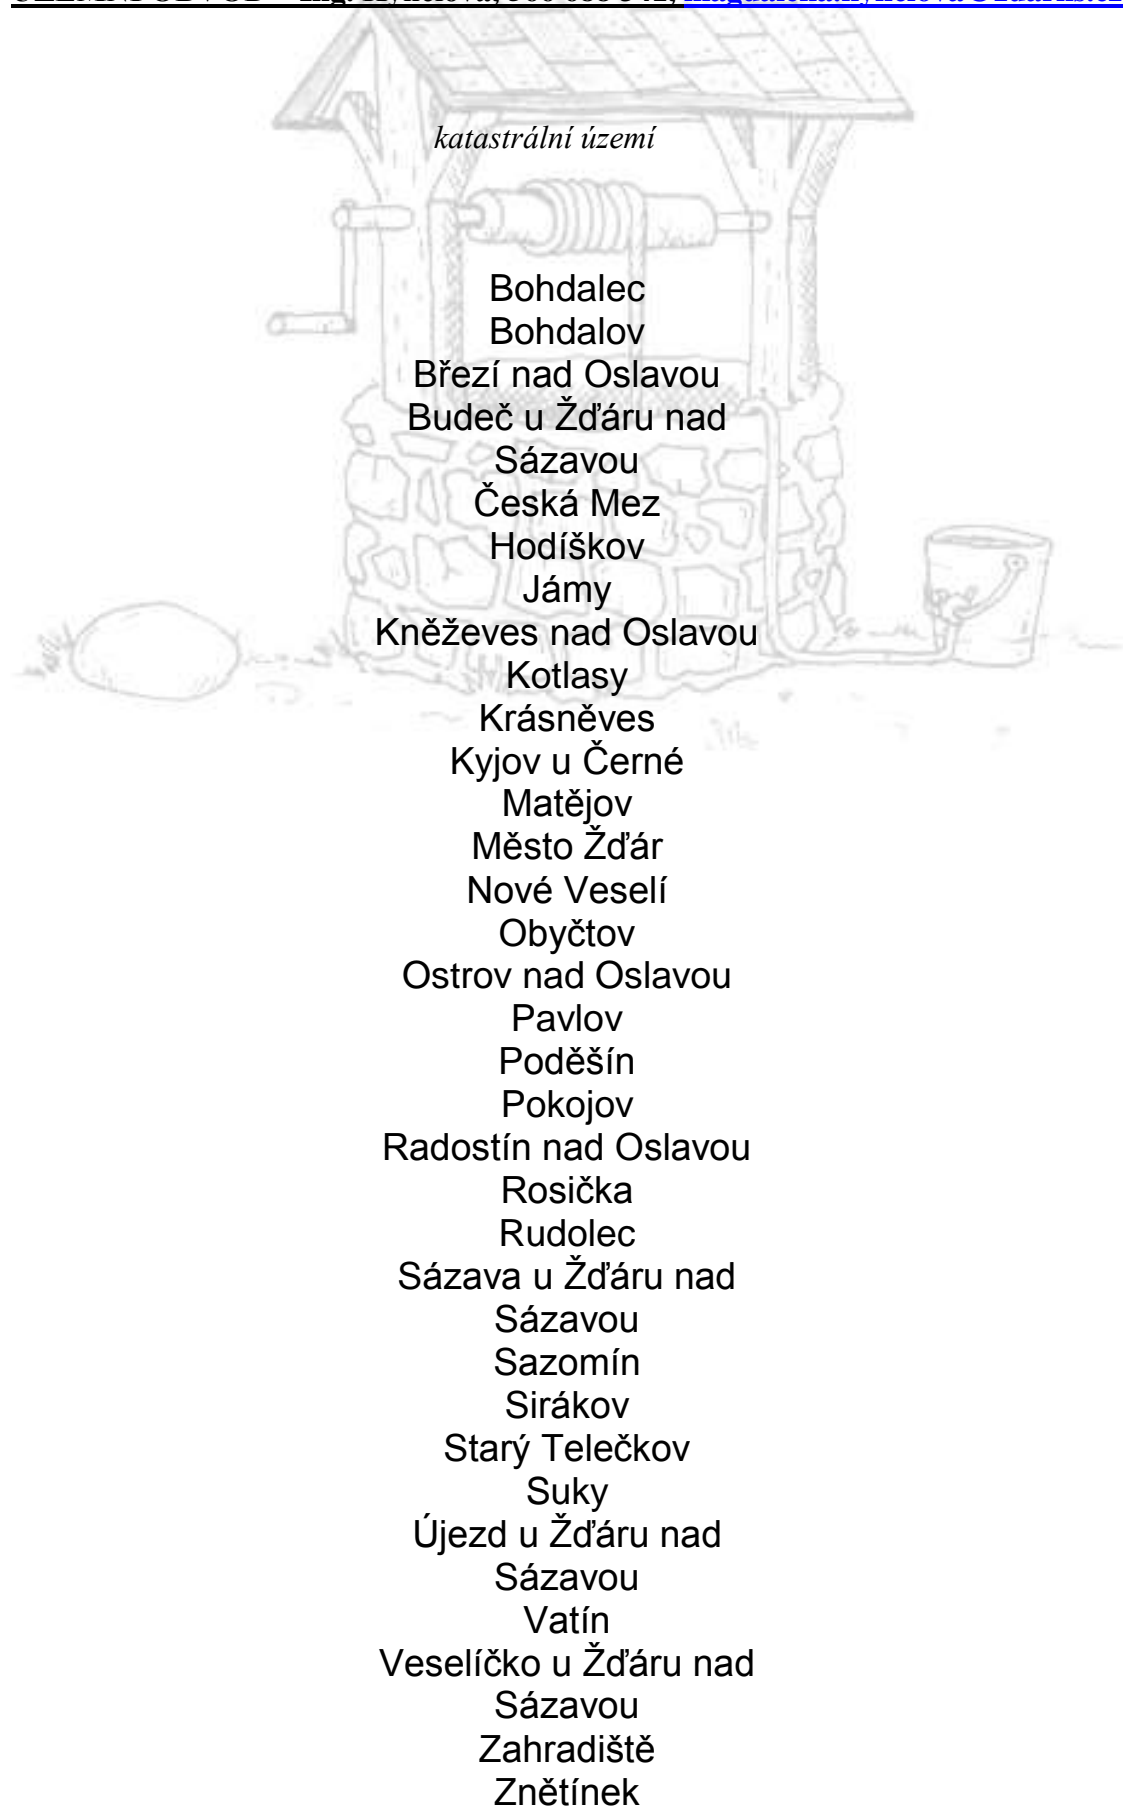 katastrální území
Bohdalec
Bohdalov
Březí nad Oslavou
Budeč u Žďáru nad
Sázavou
Česká Mez
Hodíškov
Jámy
Kněževes nad Oslavou
Kotlasy
Krásněves
Kyjov u Černé
Matějov
Město Žďár
Nové Veselí
Obyčtov
Ostrov nad Oslavou
Pavlov
Poděšín
Pokojov
Radostín nad Oslavou
Rosička
Rudolec
Sázava u Žďáru nad
Sázavou
Sazomín
Sirákov
Starý Telečkov
Suky
Újezd u Žďáru nad
Sázavou
Vatín
Veselíčko u Žďáru nad
Sázavou
Zahradiště
Znětínek